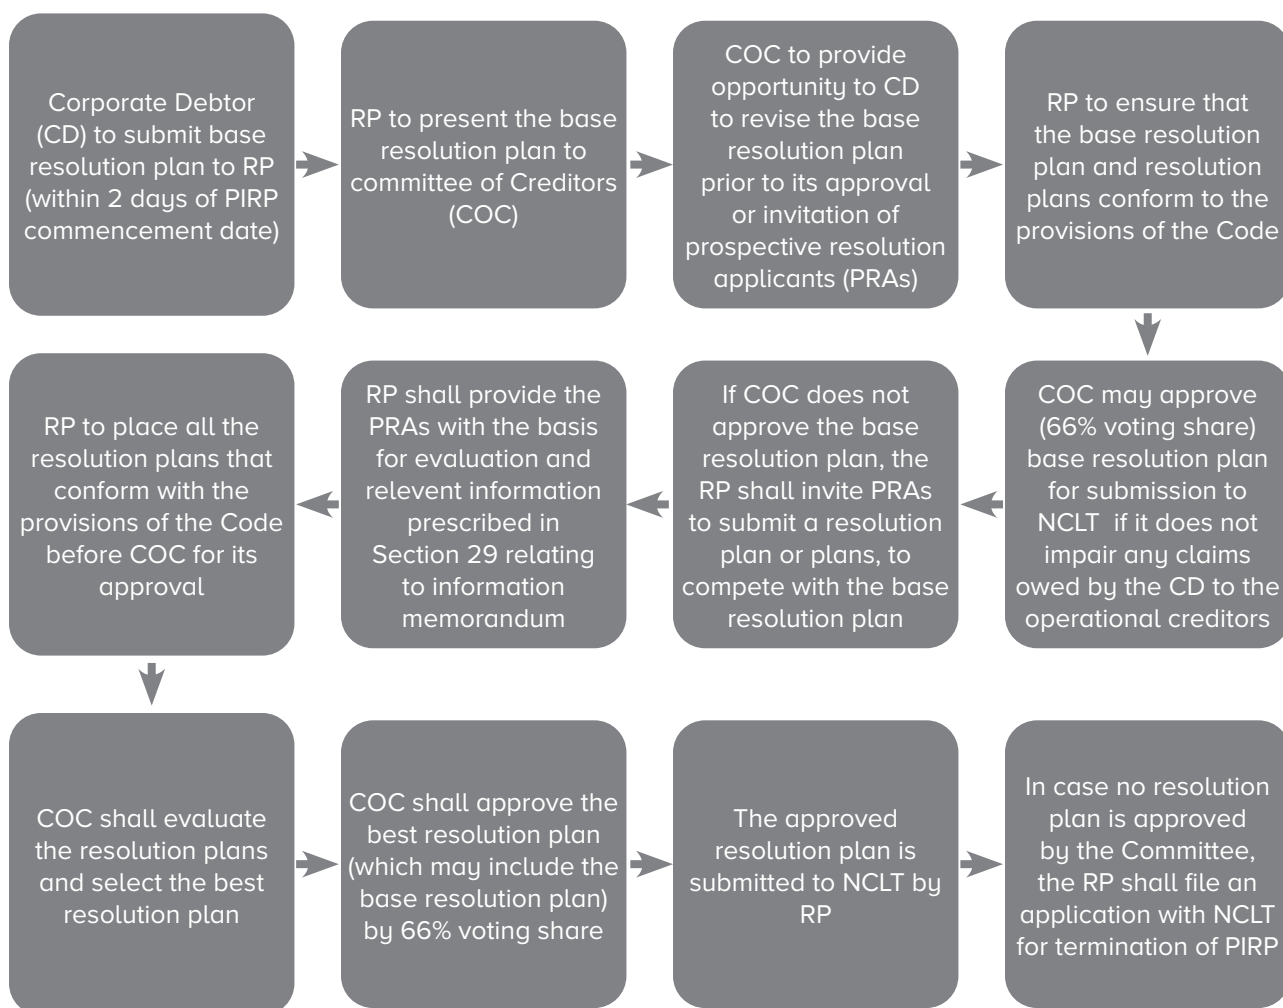 Corporate Debtor
(CD) to submit base
resolution plan to RP
(within 2 days of PIRP
commencement date)
RP to present the base
resolution plan to
committee of Creditors
(COC)
COC to provide
opportunity to CD
to revise the base
resolution plan
prior to its approval
or invitation of
prospective resolution
applicants (PRAs)
RP to ensure that
the base resolution
plan and resolution
plans conform to the
provisions of the Code
COC may approve
(66% voting share)
base resolution plan
for submission to
NCLT if it does not
impair any claims
owed by the CD to the
operational creditors
If COC does not
approve the base
resolution plan, the
RP shall invite PRAs
to submit a resolution
plan or plans, to
compete with the base
resolution plan
RP shall provide the
PRAs with the basis
for evaluation and
relevent information
prescribed in
Section 29 relating
to information
memorandum
RP to place all the
resolution plans that
conform with the
provisions of the Code
before COC for its
approval
COC shall evaluate
the resolution plans
and select the best
resolution plan
COC shall approve the
best resolution plan
(which may include the
base resolution plan)
by 66% voting share
The approved
resolution plan is
submitted to NCLT by
RP
In case no resolution
plan is approved
by the Committee,
the RP shall file an
application with NCLT
for termination of PIRP